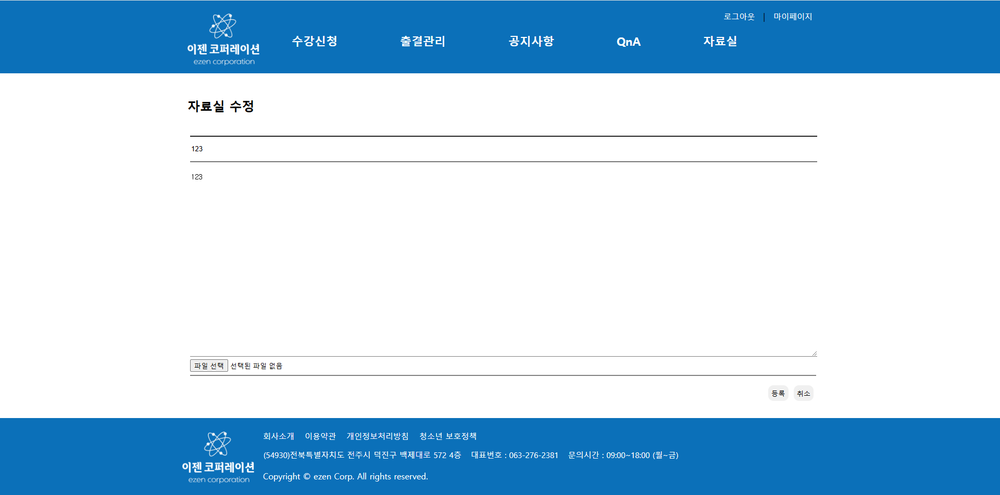 로그아웃 | 마이페이지
이젠 코퍼레이션
ezen corporation
수강신청 출결관리 공지사항 QnA 자료실
자료실 수정
123
123
파일 선택 선택된 파일 없음
등록 취소
이젠 코퍼레이션
ezen corporation
회사소개 이용약관 개인정보처리방침 청소년 보호정책
(54930)전북특별자치도 전주시 덕진구 백제대로 572 4층 대표번호 : 063-276-2381 문의시간 : 09:00~18:00 (월~금)
Copyright © ezen Corp. All rights reserved.